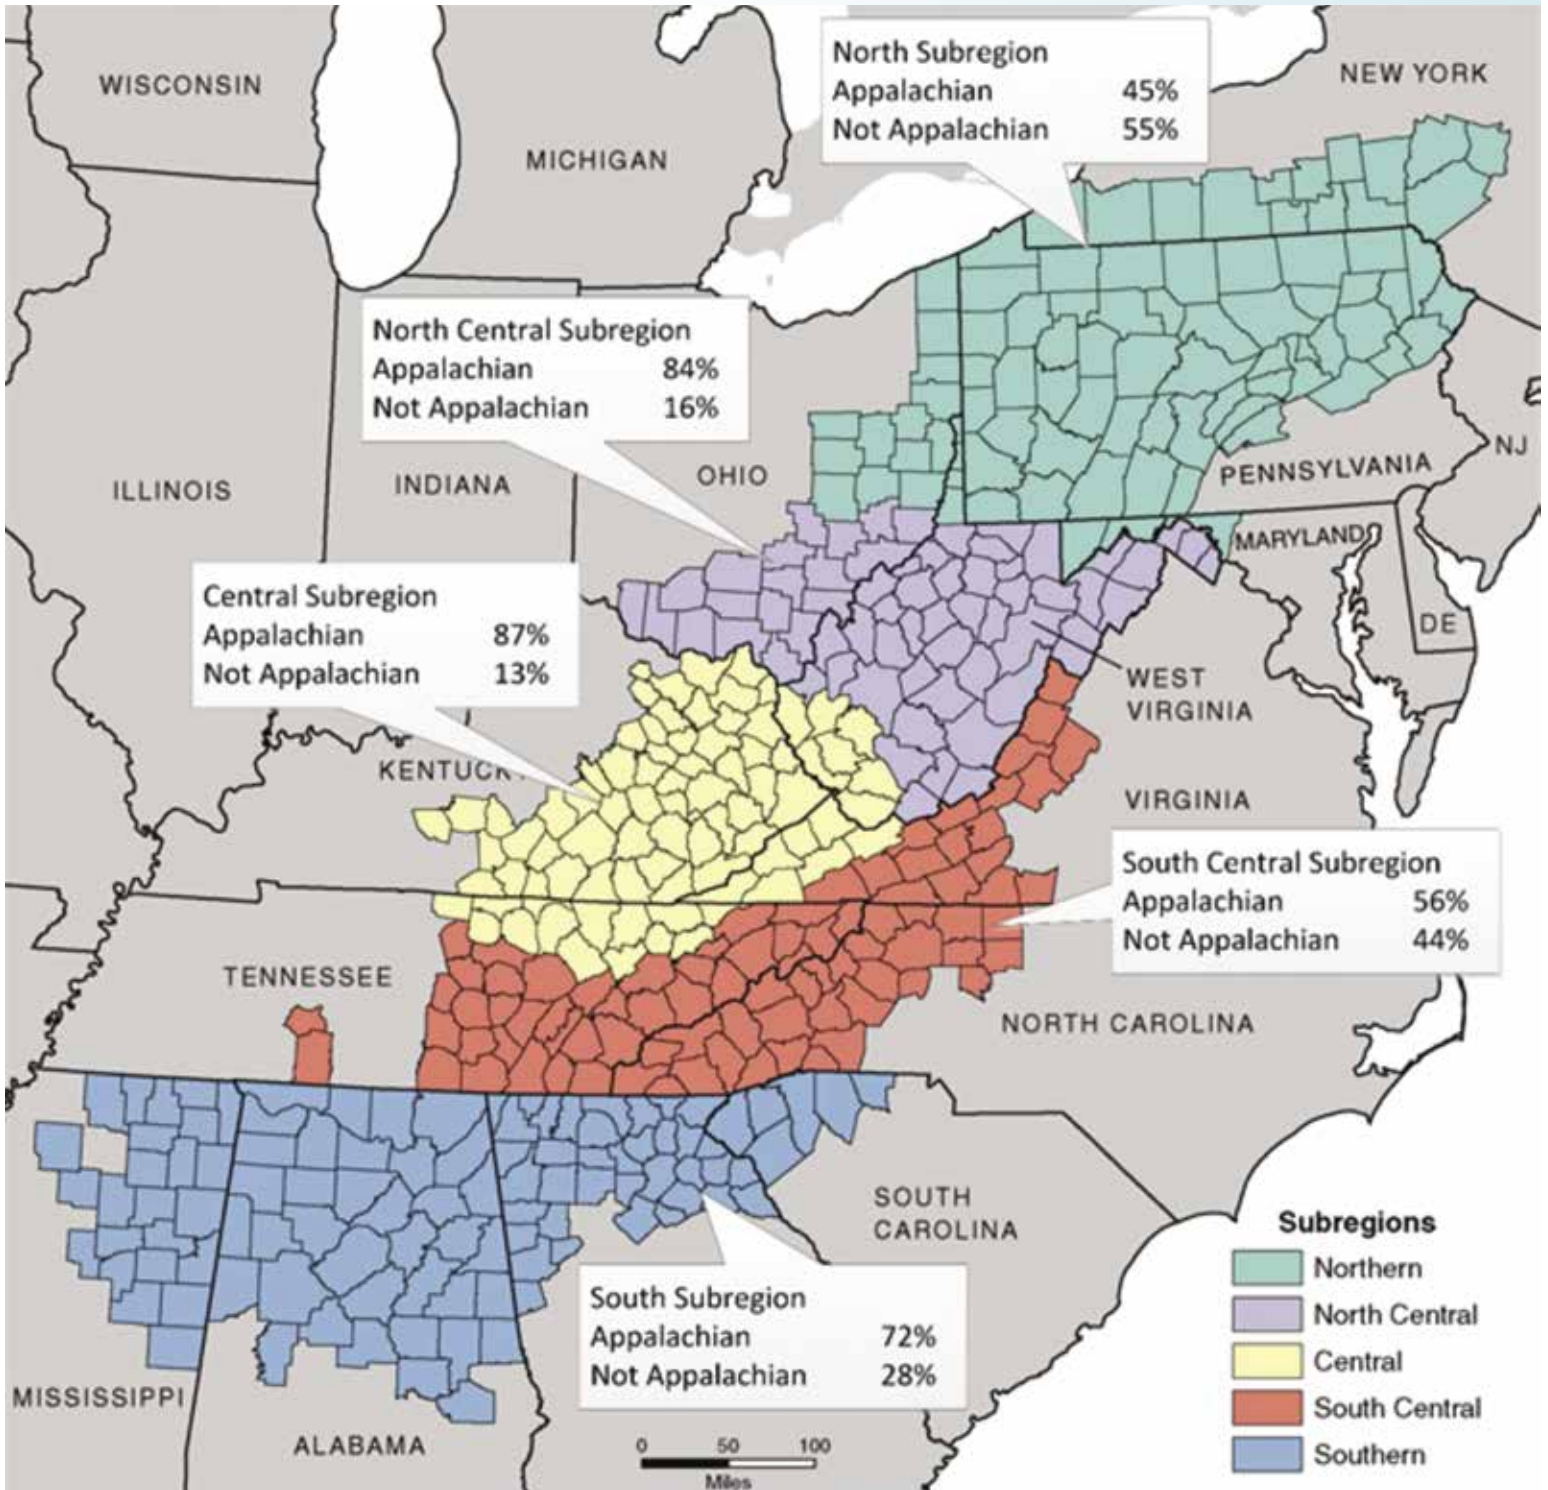 North Subregion
Appalachian 45%
Not Appalachian 55%
WISCONSIN
NEW YORK
MICHIGAN
North Central Subregion
Appalachian 84%
Not Appalachian 16%
ILLINOIS
INDIANA
OHIO
PENNSYLVANIA
NJ
MARYLAND
DE
Central Subregion
Appalachian 87%
Not Appalachian 13%
WEST
VIRGINIA
KENTUCKY
VIRGINIA
South Central Subregion
Appalachian 56%
Not Appalachian 44%
TENNESSEE
NORTH CAROLINA
SOUTH
CAROLINA
South Subregion
Appalachian 72%
Not Appalachian 28%
MISSISSIPPI
ALABAMA
0 50 100
Miles
Subregions
Northern
North Central
Central
South Central
Southern